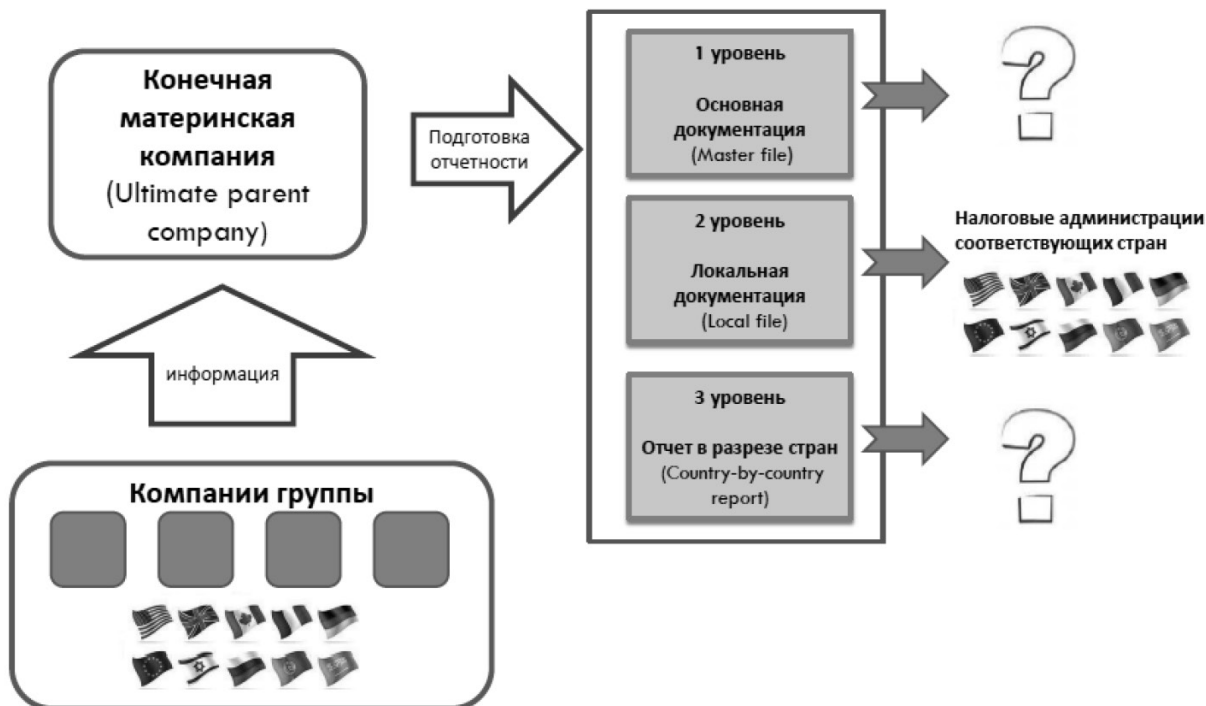 Конечная
материнская
компания
(Ultimate parent
company)
информация
Компании группы
Подготовка
отчетности
1 уровень
Основная
документация
(Master file)
2 уровень
Локальная
документация
(Local file)
3 уровень
Отчет в разрезе стран
(Country-by-country
report)
?
Налоговые администрации
соответствующих стран
?